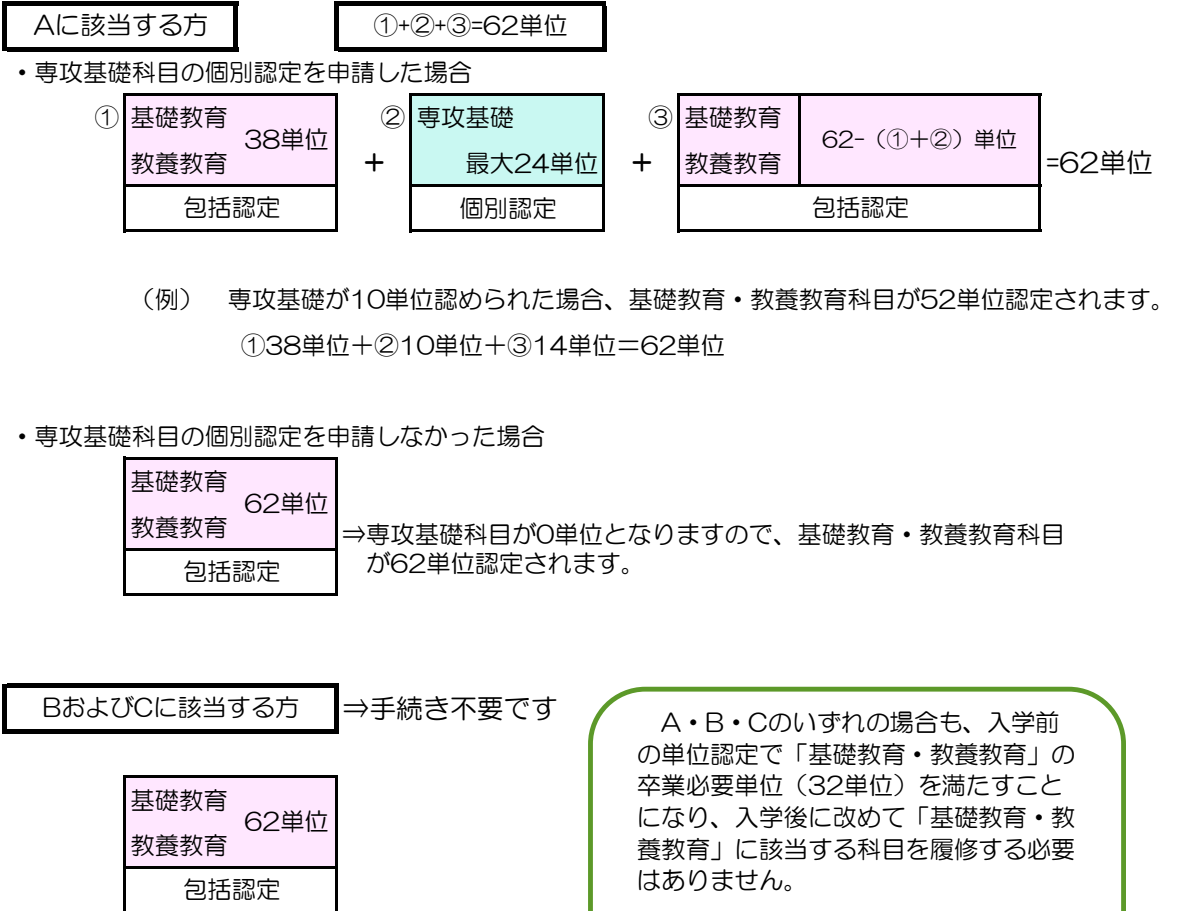 Aに該当する方
①+②+③=62単位
・専攻基礎科目の個別認定を申請した場合
① 基礎教育 教養教育 38単位 包括認定
+
② 専攻基礎 最大24単位 個別認定
+
③ 基礎教育 教養教育 62-（①+②）単位 包括認定
=62単位
（例） 専攻基礎が10単位認められた場合、基礎教育・教養教育科目が52単位認定されます。
①38単位＋②10単位＋③14単位＝62単位
・専攻基礎科目の個別認定を申請しなかった場合
基礎教育
教養教育
62単位
包括認定
⇒専攻基礎科目が0単位となりますので、基礎教育・教養教育科目
が62単位認定されます。
BおよびCに該当する方
⇒手続き不要です
基礎教育
教養教育
62単位
包括認定
A・B・Cのいずれの場合も、入学前
の単位認定で「基礎教育・教養教育」の
卒業必要単位（32単位）を満たすこと
になり、入学後に改めて「基礎教育・教
養教育」に該当する科目を履修する必要
はありません。